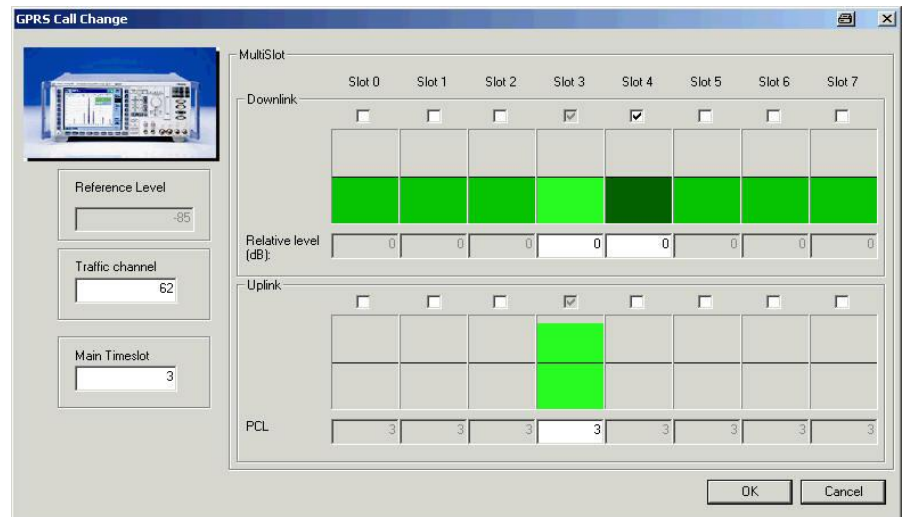 GPRS Call Change
MultiSlot
Slot 0 Slot 1 Slot 2 Slot 3 Slot 4 Slot 5 Slot 6 Slot 7
Downlink
Reference Level
-85
Relative level (dB):
0 0 0 0 0 0 0 0
Traffic channel
62
Uplink
Main Timeslot
3
PCL
3 3 3 3 3 3 3 3
OK Cancel